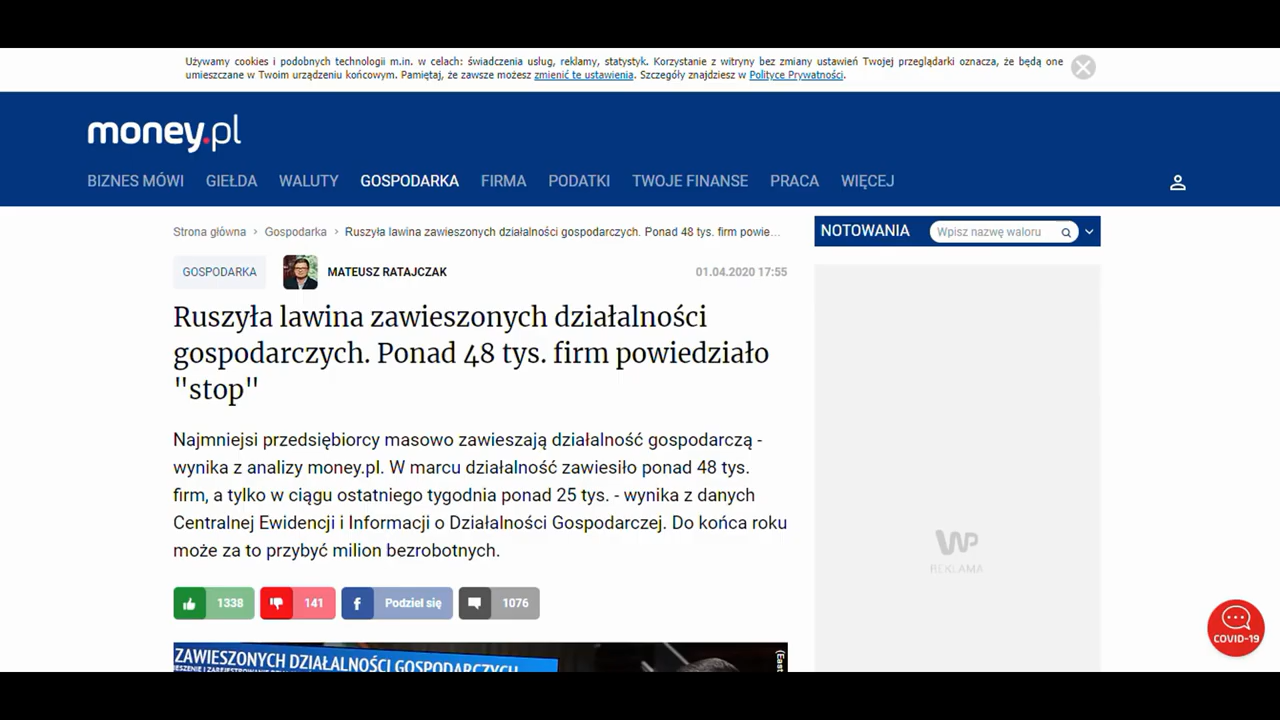 Używamy cookies i podobnych technologii m.in. w celach: świadczenia usług, reklamy, statystyk. Korzystanie z witryny bez zmiany ustawień Twojej przeglądarki oznacza, że będą one
umieszczane w Twoim urządzeniu końcowym. Pamiętaj, że zawsze możesz zmienić te ustawienia. Szczegóły znajdziesz w Polityce Prywatności.
money.pl
BIZNES MÓWI GIEŁDA WALUTY GOSPODARKA FIRMA PODATKI TWOJE FINANSE PRACA WIĘCEJ
Strona główna > Gospodarka > Ruszyła lawina zawieszonych działalności gospodarczych. Ponad 48 tys. firm powie...
NOTOWANIA Wpisz nazwę waloru
GOSPODARKA MATEUSZ RATAJCZAK 01.04.2020 17:55
Ruszyła lawina zawieszonych działalności
gospodarczych. Ponad 48 tys. firm powiedziało
"stop"
Najmniejsi przedsiębiorcy masowo zawieszają działalność gospodarczą -
wynika z analizy money.pl. W marcu działalność zawiesiło ponad 48 tys.
firm, a tylko w ciągu ostatniego tygodnia ponad 25 tys. - wynika z danych
Centralnej Ewidencji i Informacji o Działalności Gospodarczej. Do końca roku
może za to przybyć milion bezrobotnych.
WP
REKLAMA
1338 141 f Podziel się 1076
COVID-19
ZAWIESZONYCH DZIAŁALNOŚCI GOSPODARCZYCH
(East